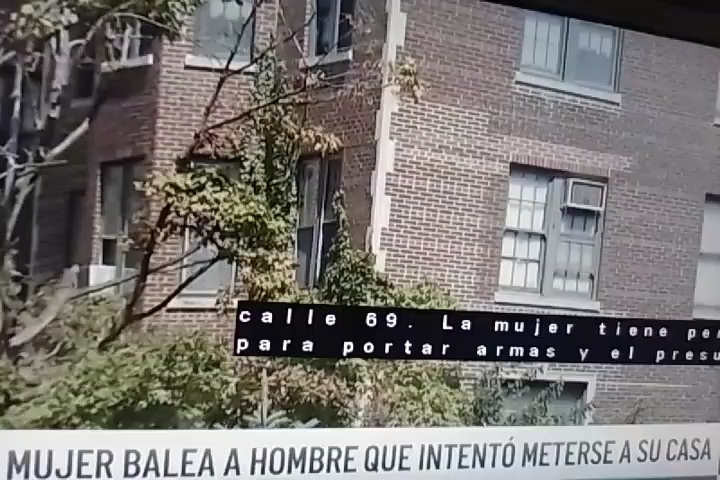 calle 69. La mujer tiene
para portar armas y el
MUJER BALEA A HOMBRE QUE INTENTÓ METERSE A SU CASA